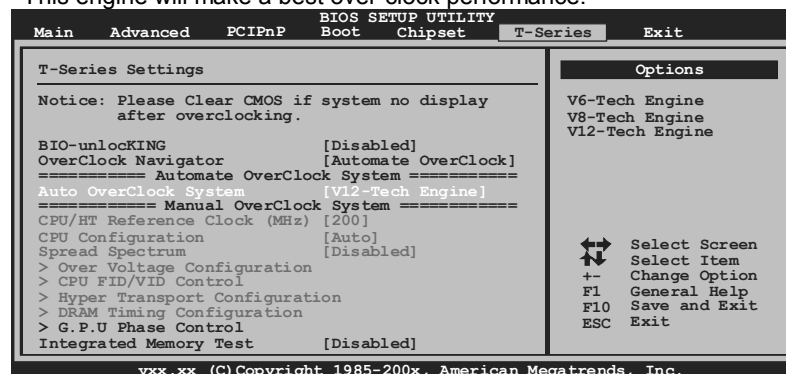 This engine will make a best over-clock performance.
BIOS SETUP UTILITY
Main Advanced PCIPnP Boot Chipset T-Series Exit
T-Series Settings
Notice: Please Clear CMOS if system no display
after overclocking.
BIO-unlocKING [Disabled]
OverClock Navigator [Automate OverClock]
=========== Automate OverClock System ===========
Auto OverClock System [V12-Tech Engine]
============ Manual OverClock System ============
CPU/HT Reference Clock (MHz) [200]
CPU Configuration [Auto]
Spread Spectrum [Disabled]
> Over Voltage Configuration
> CPU FID/VID Control
> Hyper Transport Configuration
> DRAM Timing Configuration
> G.P.U Phase Control
Integrated Memory Test [Disabled]
Options
V6-Tech Engine
V8-Tech Engine
V12-Tech Engine
Select Screen
Select Item
+- Change Option
F1 General Help
F10 Save and Exit
ESC Exit
vxx.xx (C)Copyright 1985-200x, American Megatrends, Inc.